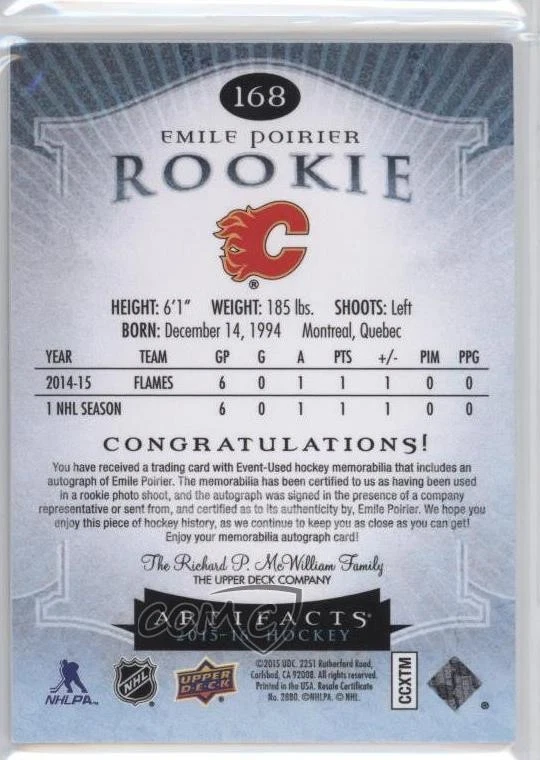 168
EMILE POIRIER
ROOKIE
C
®
HEIGHT: 6'1" WEIGHT: 185 lbs. SHOOTS: Left
BORN: December 14, 1994 Montreal, Quebec
YEAR TEAM GP G A PTS +/- PIM PPG
2014-15 FLAMES 6 0 1 1 1 0 0
1 NHL SEASON 6 0 1 1 1 0 0
CONGRATULATIONS!
You have received a trading card with Event-Used hockey memorabilia that includes an
autograph of Emile Poirier. The memorabilia has been certified to us as having been used
in a rookie photo shoot, and the autograph was signed in the presence of a company
representative or sent from, and certified as to its authenticity by, Emile Poirier. We hope you
enjoy this piece of hockey history, as we continue to keep you as close as you can get!
Enjoy your memorabilia autograph card!
The Richard P. McWilliam Family
THE UPPER DECK COMPANY
ARTIFACTS
2015-16 HOCKEY
COMC
NHLPA™
NHL
UPPER
DECK
©2015 UDC. 2251 Rutherford Road,
Carlsbad, CA 92008. All rights reserved.
Printed in the USA. Resale Certificate
No. 2880. ©NHLPA. © NHL.
CCXTM
®